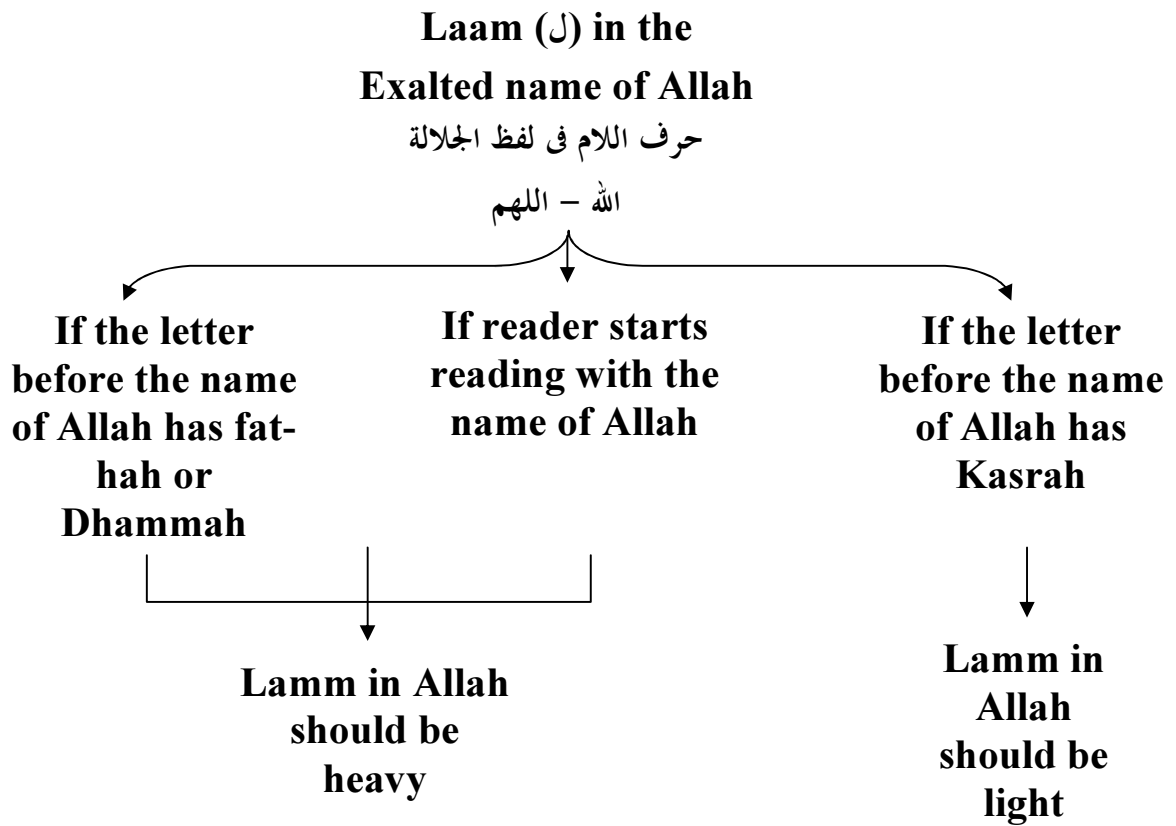 Laam (ل) in the
Exalted name of Allah
حرف اللام فى لفظ الجلالة
الله – اللهم
If the letter
before the name
of Allah has fat-
hah or
Dhammah
If reader starts
reading with the
name of Allah
If the letter
before the name
of Allah has
Kasrah
Lamm in Allah
should be
heavy
Lamm in
Allah
should be
light